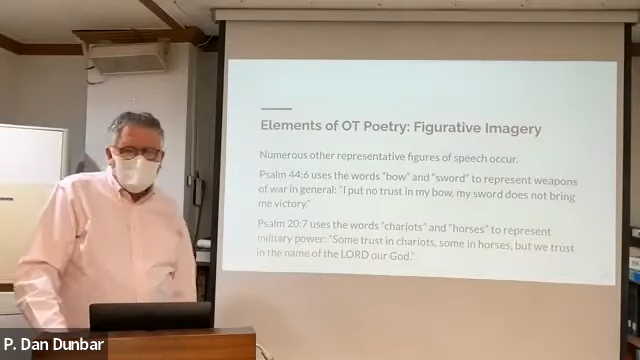 Elements of OT Poetry: Figurative Imagery
Numerous other representative figures of speech occur.
Psalm 44:6 uses the words "bow" and "sword" to represent weapons
of war in general: "I put no trust in my bow, my sword does not bring
me victory."
Psalm 20:7 uses the words "chariots" and "horses" to represent
military power: "Some trust in chariots, some in horses, but we trust
in the name of the LORD our God."
P. Dan Dunbar